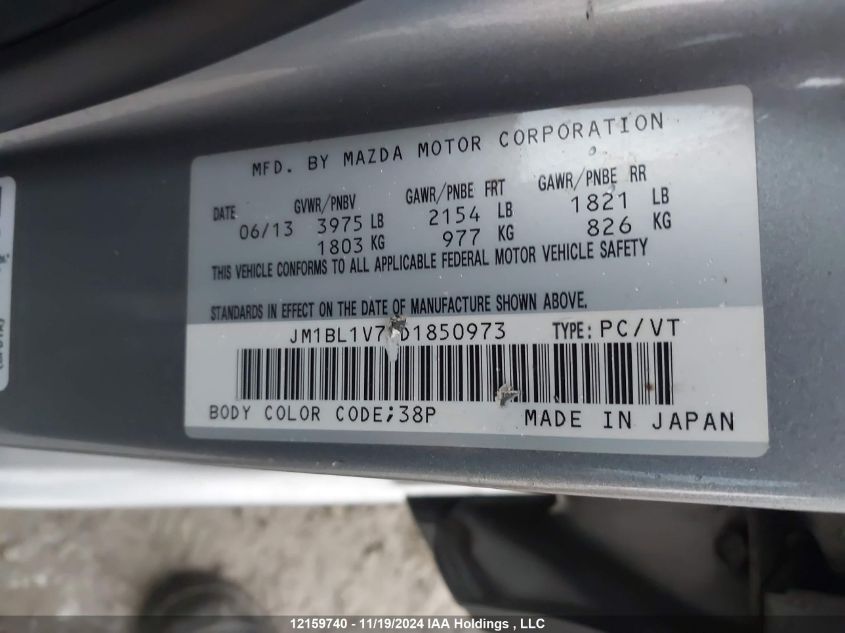 MFD. BY MAZDA MOTOR CORPORATION
DATE GVWR/PNBV GAWR/PNBE FRT GAWR/PNBE RR
06/13 3975 LB 2154 LB 1821 LB
1803 KG 977 KG 826 KG
THIS VEHICLE CONFORMS TO ALL APPLICABLE FEDERAL MOTOR VEHICLE SAFETY
STANDARDS IN EFFECT ON THE DATE OF MANUFACTURE SHOWN ABOVE.
TYPE: PC/VT
BODY COLOR CODE;38P MADE IN JAPAN
12159740 - 11/19/2024 IAA Holdings , LLC